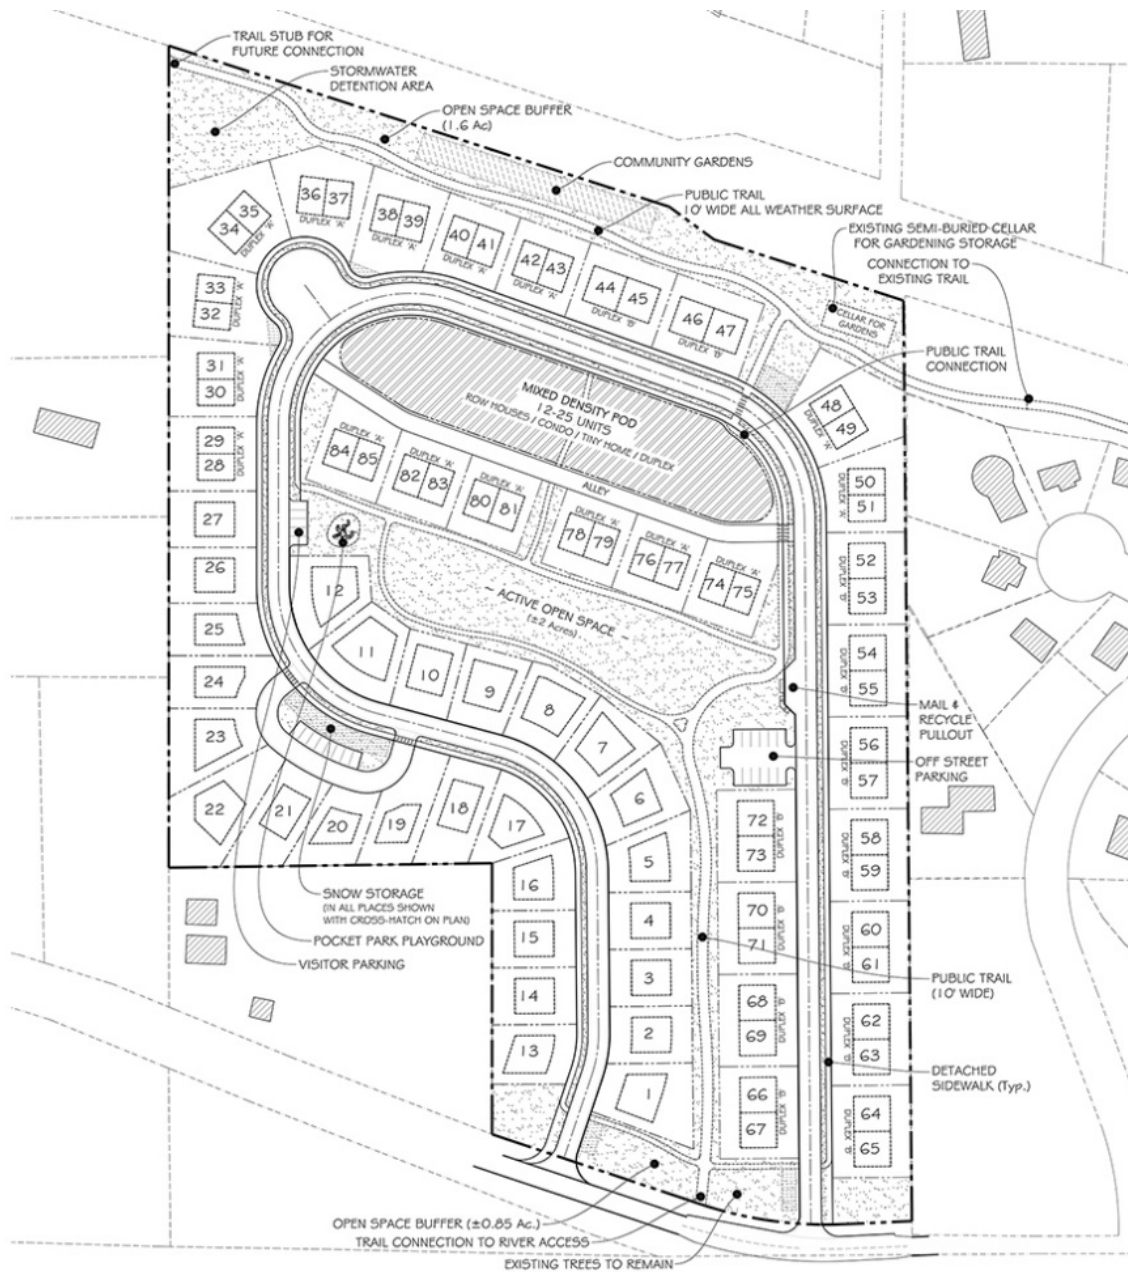 TRAIL STUB FOR
FUTURE CONNECTION
STORMWATER
DETENTION AREA
OPEN SPACE BUFFER
(1.6 Ac)
COMMUNITY GARDENS
PUBLIC TRAIL
10' WIDE ALL WEATHER SURFACE
EXISTING SEMI-BURIED CELLAR
FOR GARDENING STORAGE
CONNECTION TO
EXISTING TRAIL
CELLAR FOR
GARDENS
PUBLIC TRAIL
CONNECTION
34 35
DUPLEX 'A'
36 37
DUPLEX 'A'
38 39
DUPLEX 'A'
40 41
DUPLEX 'A'
42 43
DUPLEX 'A'
44 45
DUPLEX 'B'
46 47
DUPLEX 'B'
48
49
DUPLEX 'A'
33
32
DUPLEX 'A'
31
30
DUPLEX 'A'
29
28
DUPLEX 'A'
27
26
25
24
23
22
21
20
19
18
17
16
15
14
13
MIXED DENSITY POD
12-25 UNITS
ROW HOUSES / CONDO / TINY HOME / DUPLEX
ALLEY
DUPLEX 'A'
84 85
DUPLEX 'A'
82 83
DUPLEX 'A'
80 81
DUPLEX 'A'
78 79
DUPLEX 'A'
76 77
DUPLEX 'A'
74 75
~ ACTIVE OPEN SPACE ~
(±2 Acres)
12
11
10
9
8
7
6
5
4
3
2
1
50
51
DUPLEX 'A'
52
53
DUPLEX 'B'
54
55
DUPLEX 'B'
56
57
DUPLEX 'B'
58
59
DUPLEX 'B'
60
61
DUPLEX 'B'
62
63
DUPLEX 'B'
64
65
DUPLEX 'B'
72
73
DUPLEX 'B'
70
71
DUPLEX 'B'
68
69
DUPLEX 'B'
66
67
DUPLEX 'B'
MAIL &
RECYCLE
PULLOUT
OFF STREET
PARKING
PUBLIC TRAIL
(10' WIDE)
DETACHED
SIDEWALK (Typ.)
SNOW STORAGE
(IN ALL PLACES SHOWN
WITH CROSS-HATCH ON PLAN)
POCKET PARK PLAYGROUND
VISITOR PARKING
OPEN SPACE BUFFER (±0.85 Ac.)
TRAIL CONNECTION TO RIVER ACCESS
EXISTING TREES TO REMAIN